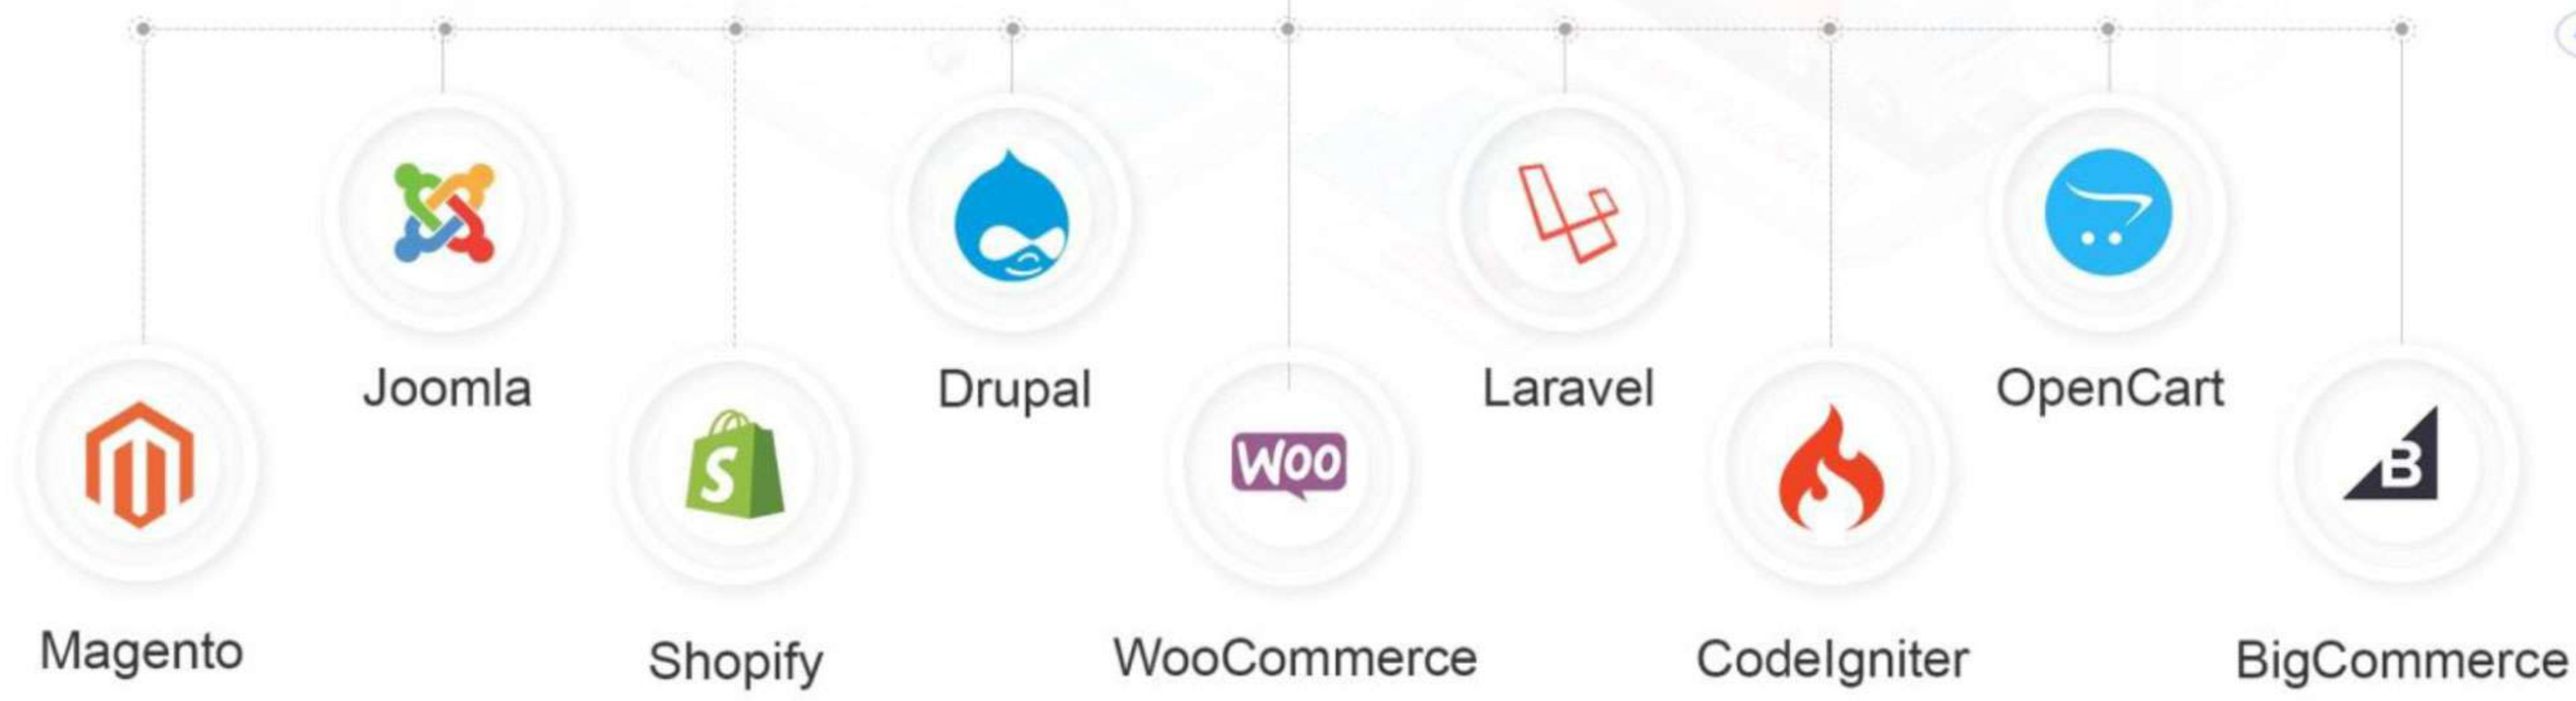 Joomla
Drupal
Laravel
OpenCart
S
Woo
B
Magento
Shopify
WooCommerce
CodeIgniter
BigCommerce